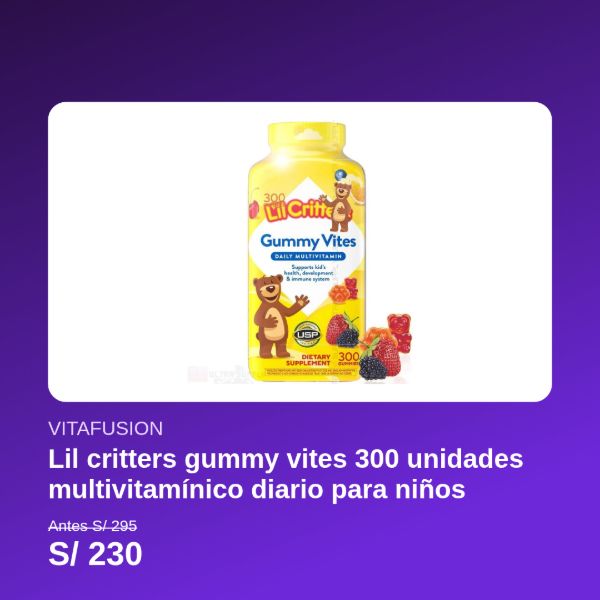 300
Lil Critters
Gummy Vites
DAILY MULTIVITAMIN
Supports kid's
health, development
& immune system
USP
DIETARY
SUPPLEMENT
300
GUMMIES
VITAFUSION
Lil critters gummy vites 300 unidades
multivitamínico diario para niños
Antes S/ 295
S/ 230